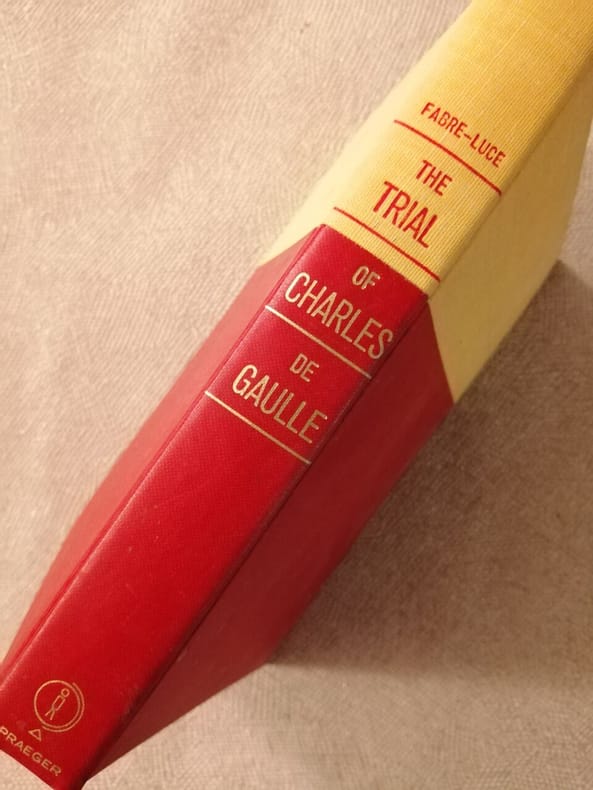 FABRE-LUCE
THE
TRIAL
OF
CHARLES
DE
GAULLE
PRAEGER